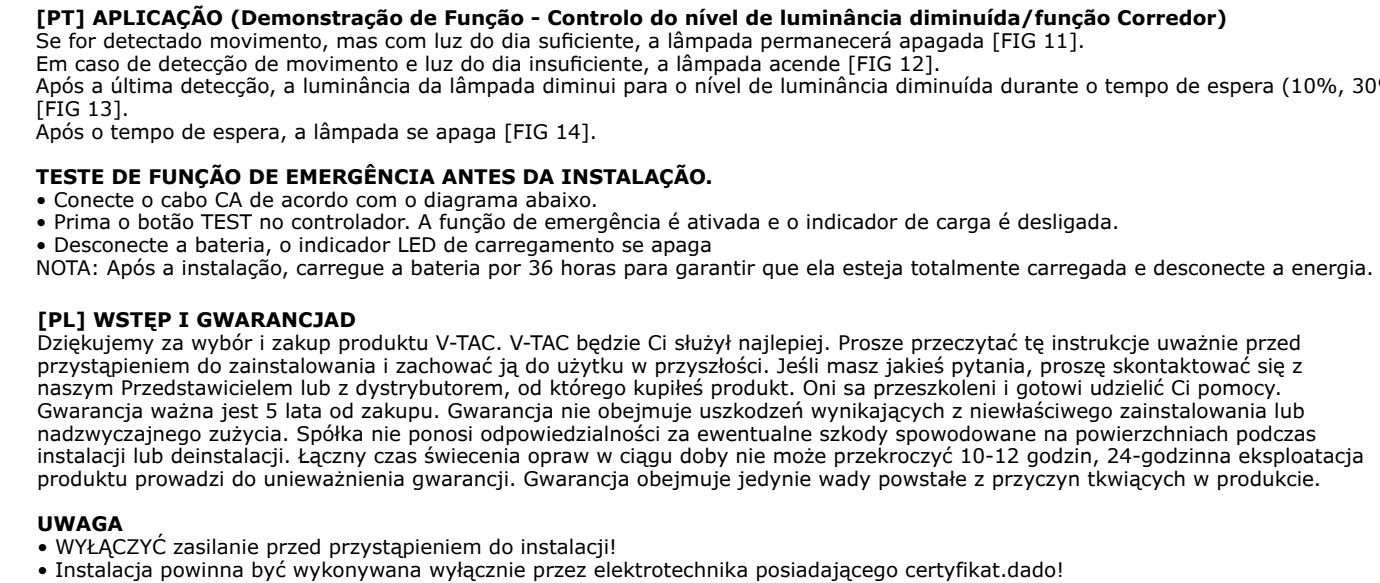 [PT] APLICAÇÃO (Demonstração de Função - Controlo do nível de luminância diminuída/função Corredor)
Se for detectado movimento, mas com luz do dia suficiente, a lâmpada permanecerá apagada [FIG 11].
Em caso de detecção de movimento e luz do dia insuficiente, a lâmpada acende [FIG 12].
Após a última detecção, a luminância da lâmpada diminui para o nível de luminância diminuída durante o tempo de espera (10%, 30%
[FIG 13].
Após o tempo de espera, a lâmpada se apaga [FIG 14].
TESTE DE FUNÇÃO DE EMERGÊNCIA ANTES DA INSTALAÇÃO.
• Conecte o cabo CA de acordo com o diagrama abaixo.
• Prima o botão TEST no controlador. A função de emergência é ativada e o indicador de carga é desligada.
• Desconecte a bateria, o indicador LED de carregamento se apaga
NOTA: Após a instalação, carregue a bateria por 36 horas para garantir que ela esteja totalmente carregada e desconecte a energia.
[PL] WSTĘP I GWARANCJAD
Dziękujemy za wybór i zakup produktu V-TAC. V-TAC będzie Ci służył najlepiej. Prosze przeczytać tę instrukcje uważnie przed
przystąpieniem do zainstalowania i zachować ją do użytku w przyszłości. Jeśli masz jakieś pytania, proszę skontaktować się z
naszym Przedstawicielem lub z dystrybutorem, od którego kupiłeś produkt. Oni sa przeszkoleni i gotowi udzielić Ci pomocy.
Gwarancja ważna jest 5 lata od zakupu. Gwarancja nie obejmuje uszkodzeń wynikających z niewłaściwego zainstalowania lub
nadzwyczajnego zużycia. Spółka nie ponosi odpowiedzialności za ewentualne szkody spowodowane na powierzchniach podczas
instalacji lub deinstalacji. Łączny czas świecenia opraw w ciągu doby nie może przekroczyć 10-12 godzin, 24-godzinna eksploatacja
produktu prowadzi do unieważnienia gwarancji. Gwarancja obejmuje jedynie wady powstałe z przyczyn tkwiących w produkcie.
UWAGA
• WYŁĄCZYĆ zasilanie przed przystąpieniem do instalacji!
• Instalacja powinna być wykonywana wyłącznie przez elektrotechnika posiadającego certyfikat.dado!